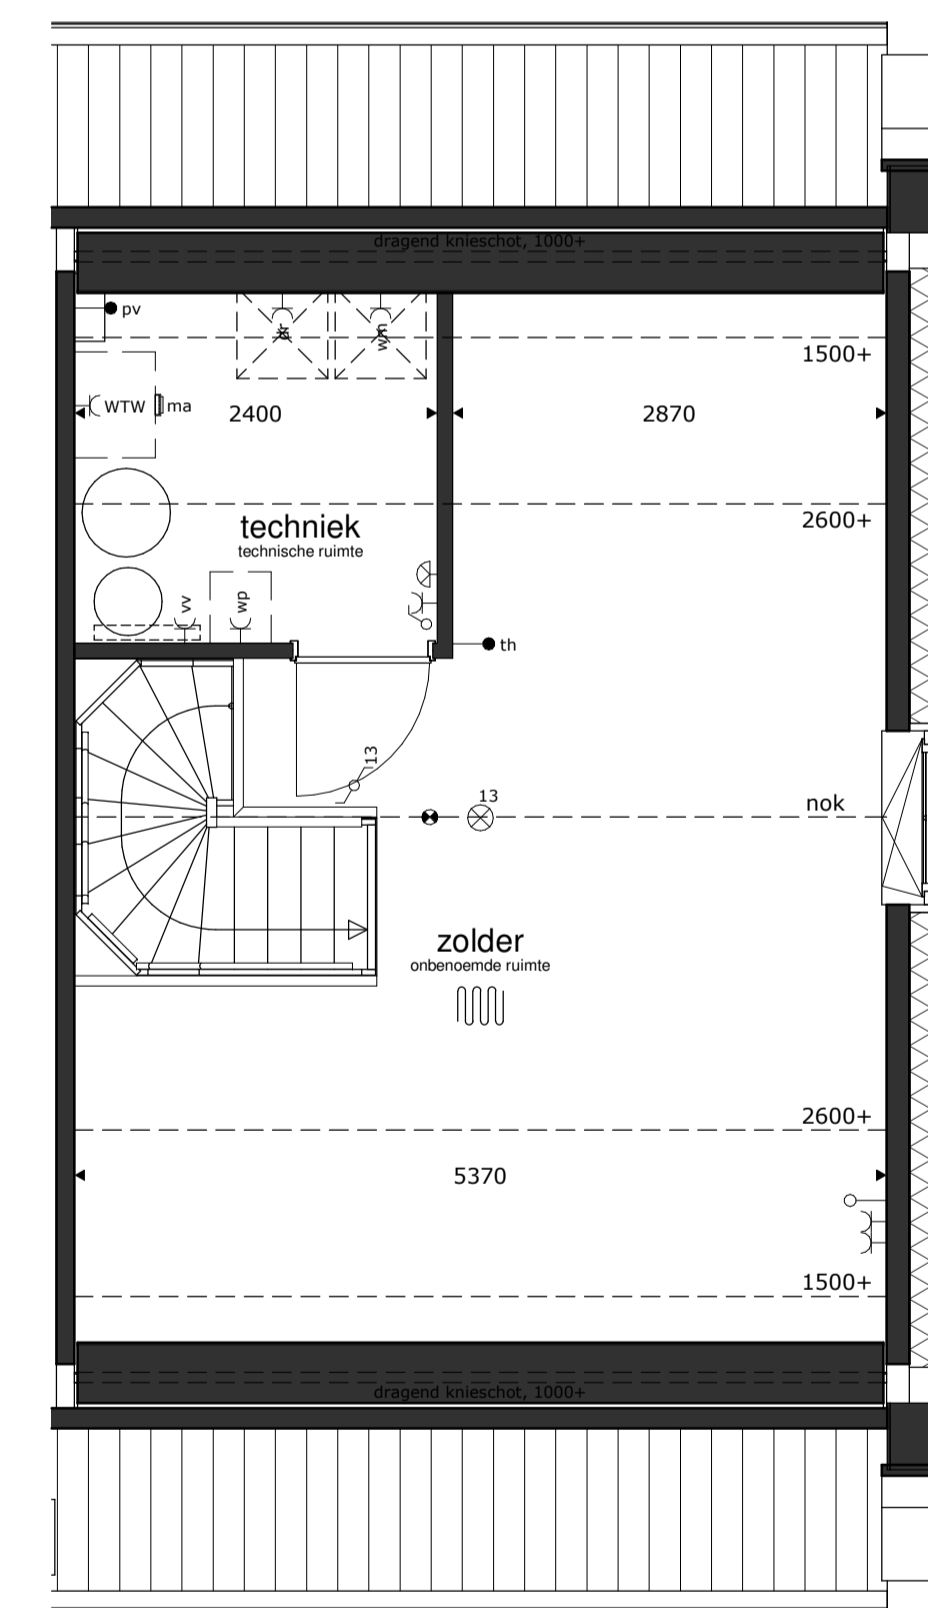 dragend knieschot, 1000+
pv
dr
wm
1500+
WTW
ma
2400
2870
2600+
techniek
technische ruimte
vv
wp
th
13
13
nok
zolder
onbenoemde ruimte
2600+
5370
1500+
dragend knieschot, 1000+